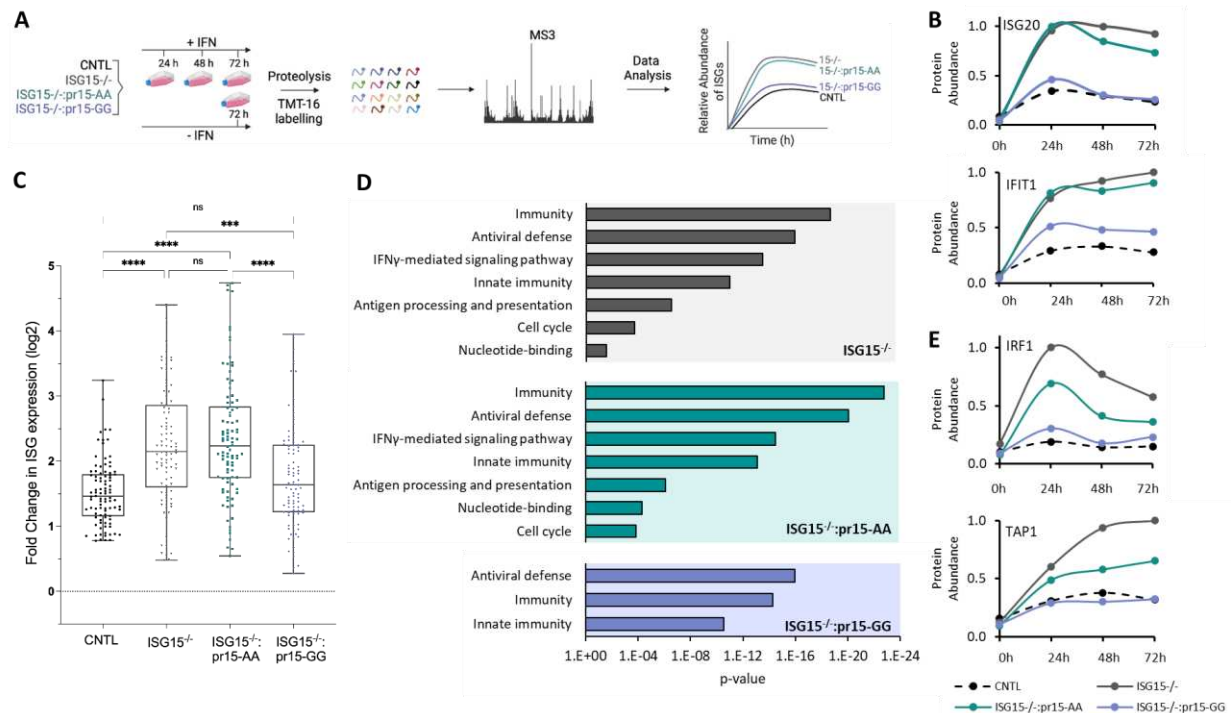 A
+ IFN
24 h 48 h 72 h
CNTL
ISG15-/-
ISG15-/-:pr15-AA
ISG15-/-:pr15-GG
72 h
- IFN
Proteolysis
TMT-16
labelling
MS3
Data
Analysis
Relative Abundance
of ISGs
15-/-
15-/-:pr15-AA
15-/-:pr15-GG
CNTL
Time (h)
B
ISG20
Protein
Abundance
1.0
0.5
0.0
0h 24h 48h 72h
IFIT1
Protein
Abundance
1.0
0.5
0
0h 24h 48h 72h
C
ns
***
****
****
ns
****
Fold Change in ISG expression (log2)
5
4
3
2
1
0
CNTL
ISG15-/-
ISG15-/-:
pr15-AA
ISG15-/-:
pr15-GG
D
Immunity
Antiviral defense
IFNγ-mediated signaling pathway
Innate immunity
Antigen processing and presentation
Cell cycle
Nucleotide-binding
ISG15-/-
Immunity
Antiviral defense
IFNγ-mediated signaling pathway
Innate immunity
Antigen processing and presentation
Nucleotide-binding
Cell cycle
ISG15-/-:pr15-AA
Antiviral defense
Immunity
Innate immunity
ISG15-/-:pr15-GG
1.E+00 1.E-04 1.E-08 1.E-12 1.E-16 1.E-20 1.E-24
p-value
E
IRF1
Protein
Abundance
1.0
0.5
0
0h 24h 48h 72h
TAP1
Protein
Abundance
1.0
0.5
0
0h 24h 48h 72h
CNTL
ISG15-/-
ISG15-/-:pr15-AA
ISG15-/-:pr15-GG